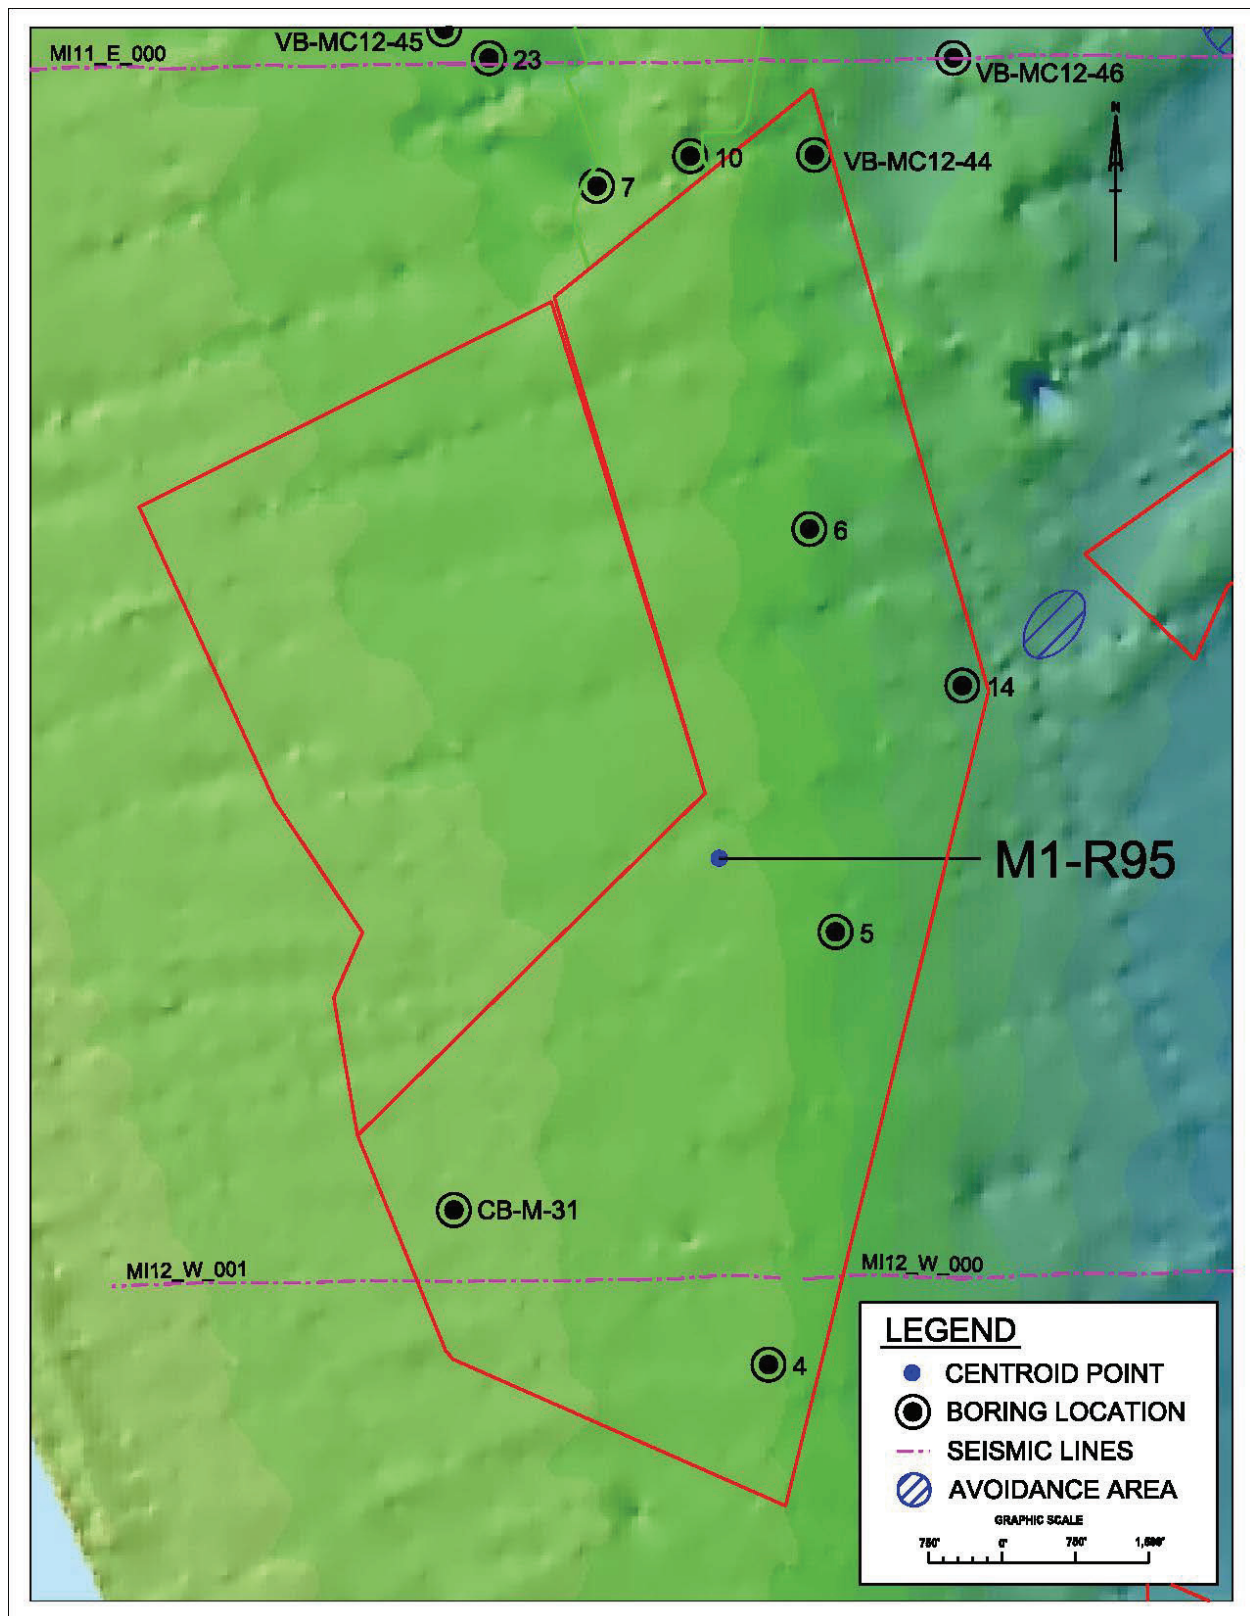 VB-MC12-45
MI11_E_000
23
VB-MC12-46
N
10
VB-MC12-44
7
6
14
M1-R95
5
CB-M-31
MI12_W_001
MI12_W_000
4
LEGEND
CENTROID POINT
BORING LOCATION
SEISMIC LINES
AVOIDANCE AREA
GRAPHIC SCALE
750' 0' 750' 1,500'